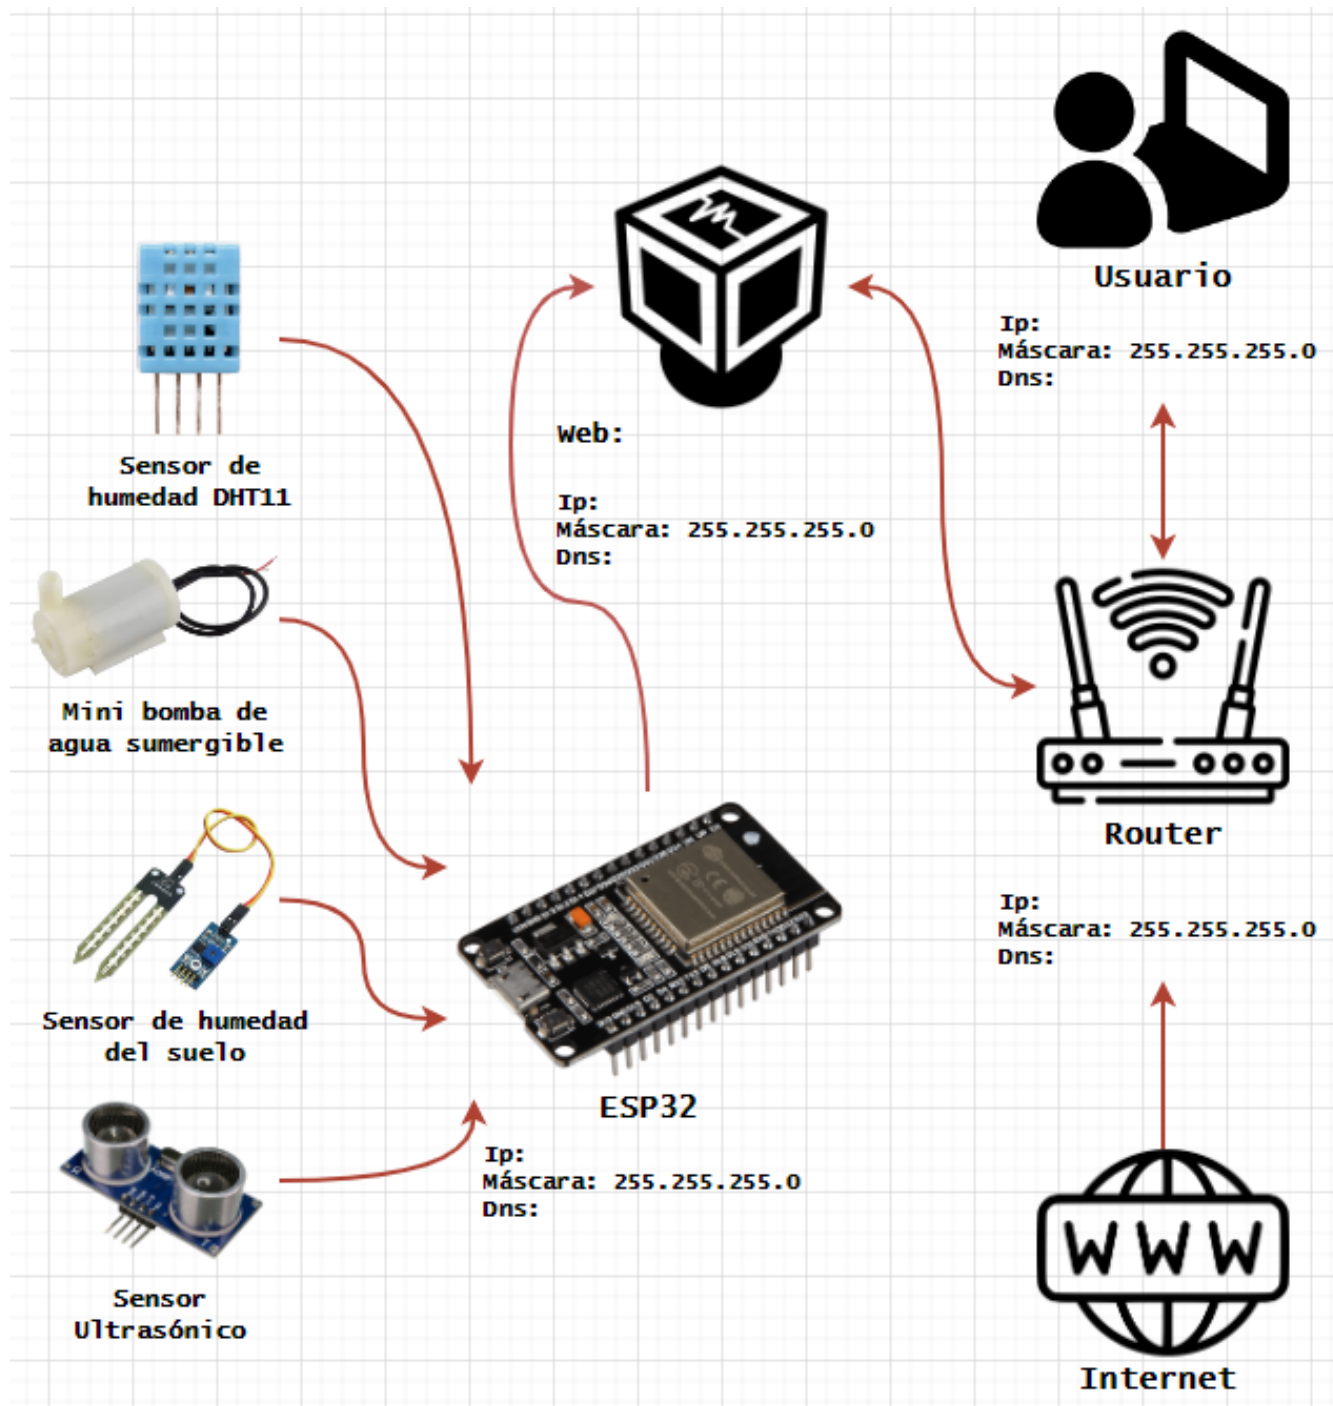 Usuario
Ip:
Máscara: 255.255.255.0
Dns:
Web:
Ip:
Máscara: 255.255.255.0
Dns:
Sensor de
humedad DHT11
Mini bomba de
agua sumergible
Router
Ip:
Máscara: 255.255.255.0
Dns:
Sensor de humedad
del suelo
ESP32
Ip:
Máscara: 255.255.255.0
Dns:
Sensor
Ultrasónico
WWW
Internet